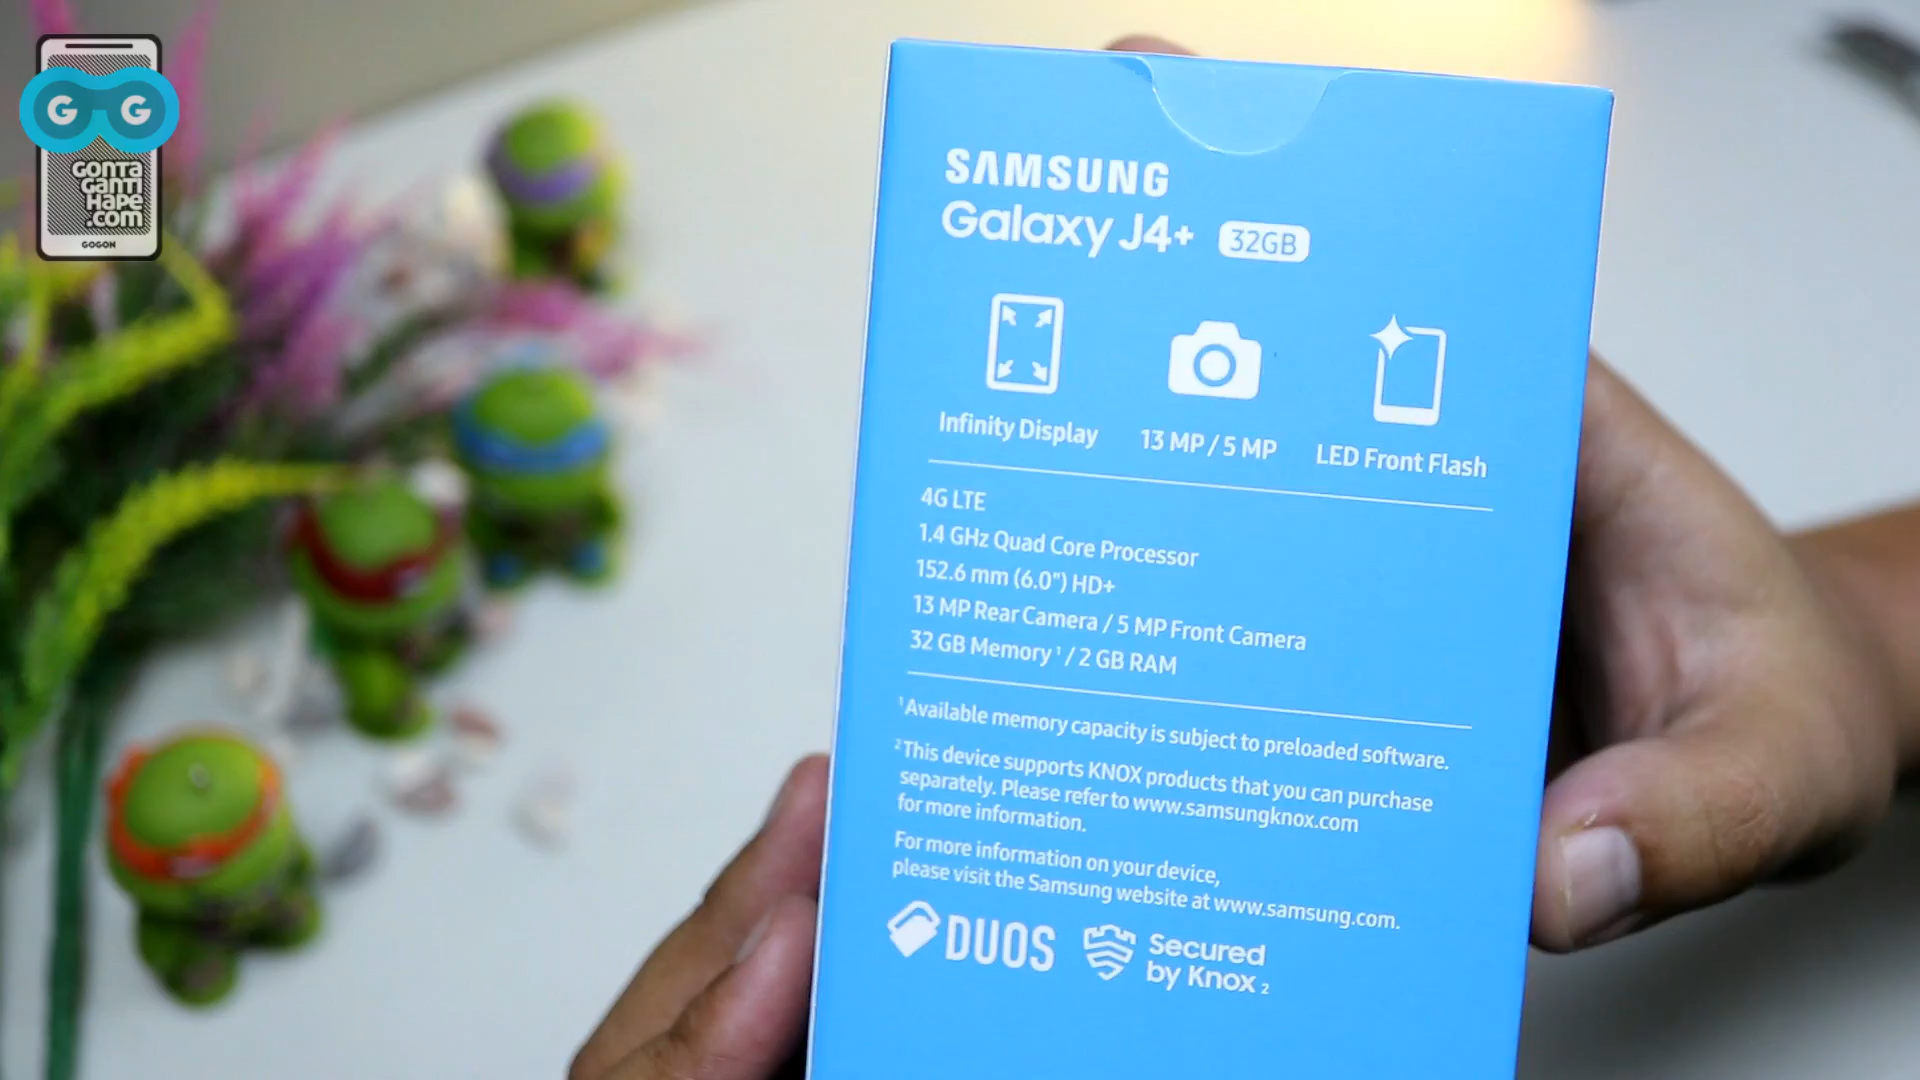 G G
GONTA
GANTI
HAPE
.COM
GOGON
SAMSUNG
Galaxy J4+ 32GB
Infinity Display
13 MP / 5 MP
LED Front Flash
4G LTE
1.4 GHz Quad Core Processor
152.6 mm (6.0") HD+
13 MP Rear Camera / 5 MP Front Camera
32 GB Memory ¹ / 2 GB RAM
¹Available memory capacity is subject to preloaded software.
²This device supports KNOX products that you can purchase
separately. Please refer to www.samsungknox.com
for more information.
For more information on your device,
please visit the Samsung website at www.samsung.com.
DUOS
Secured
by Knox 2